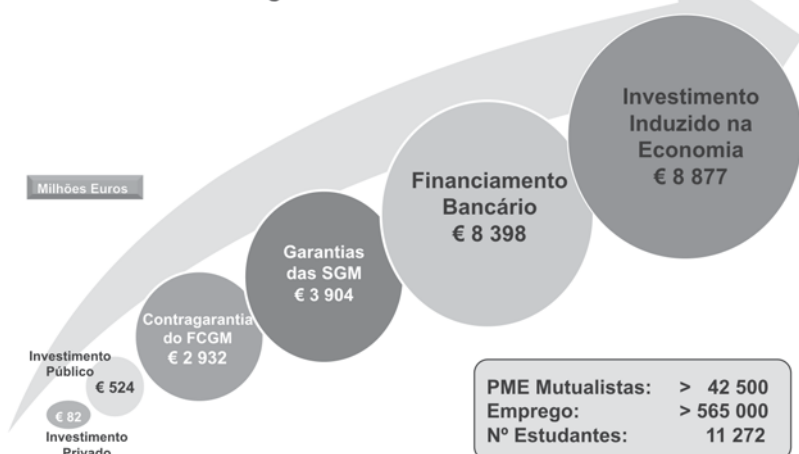 Milhões Euros
Investimento
Público
€ 524
€ 82
Investimento
Privado
Contragarantia
do FCGM
€ 2 932
Garantias
das SGM
€ 3 904
Financiamento
Bancário
€ 8 398
Investimento
Induzido na
Economia
€ 8 877
PME Mutualistas: > 42 500
Emprego: > 565 000
Nº Estudantes: 11 272